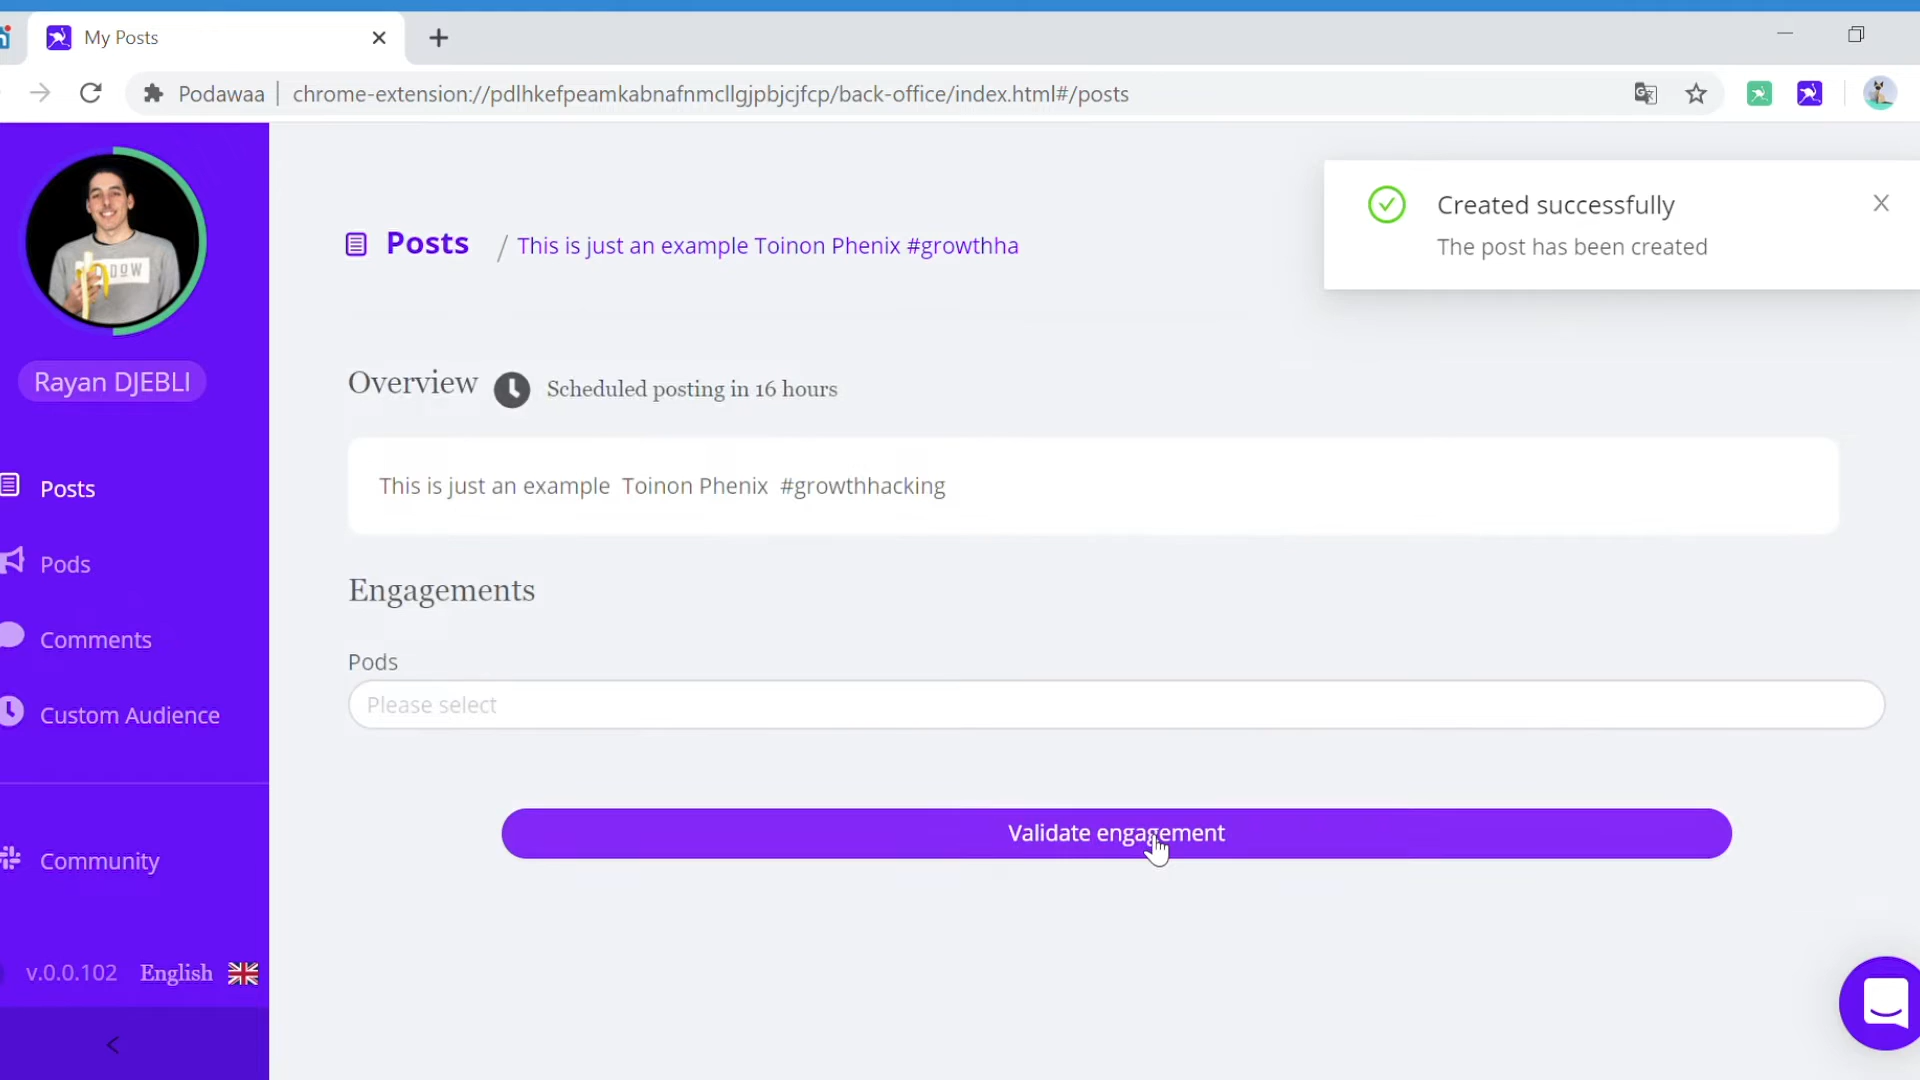 My Posts
Podawaa
chrome-extension://pdlhkefpeamkabnafnmcllgjpbjcjfcp/back-office/index.html#/posts
Created successfully
The post has been created
Posts / This is just an example Toinon Phenix #growthha
Rayan DJEBLI
Overview
Scheduled posting in 16 hours
This is just an example Toinon Phenix #growthhacking
Posts
Pods
Comments
Custom Audience
Community
Engagements
Pods
Please select
Validate engagement
v.0.0.102 English